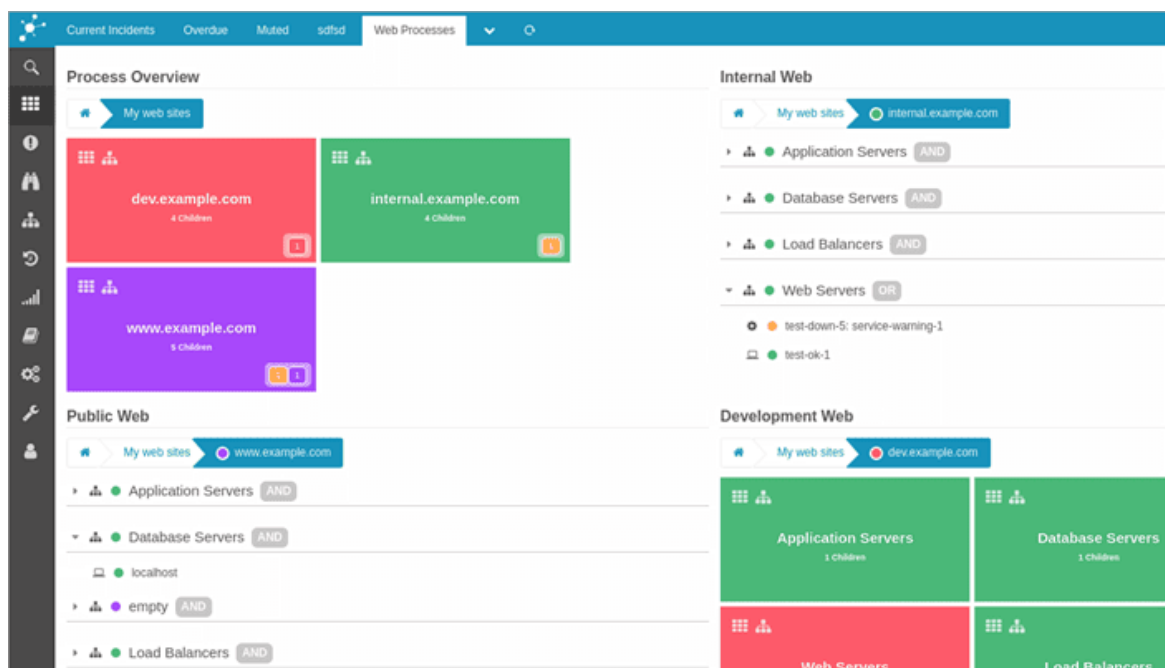 Current Incidents Overdue Muted sdfsd Web Processes
Process Overview
My web sites
dev.example.com
4 Children
1
internal.example.com
4 Children
1
www.example.com
5 Children
1 1
Internal Web
My web sites internal.example.com
Application Servers AND
Database Servers AND
Load Balancers AND
Web Servers OR
test-down-5: service-warning-1
test-ok-1
Public Web
My web sites www.example.com
Application Servers AND
Database Servers AND
localhost
empty AND
Load Balancers AND
Development Web
My web sites dev.example.com
Application Servers
1 Children
Database Servers
1 Children
Web Servers
Load Balancers